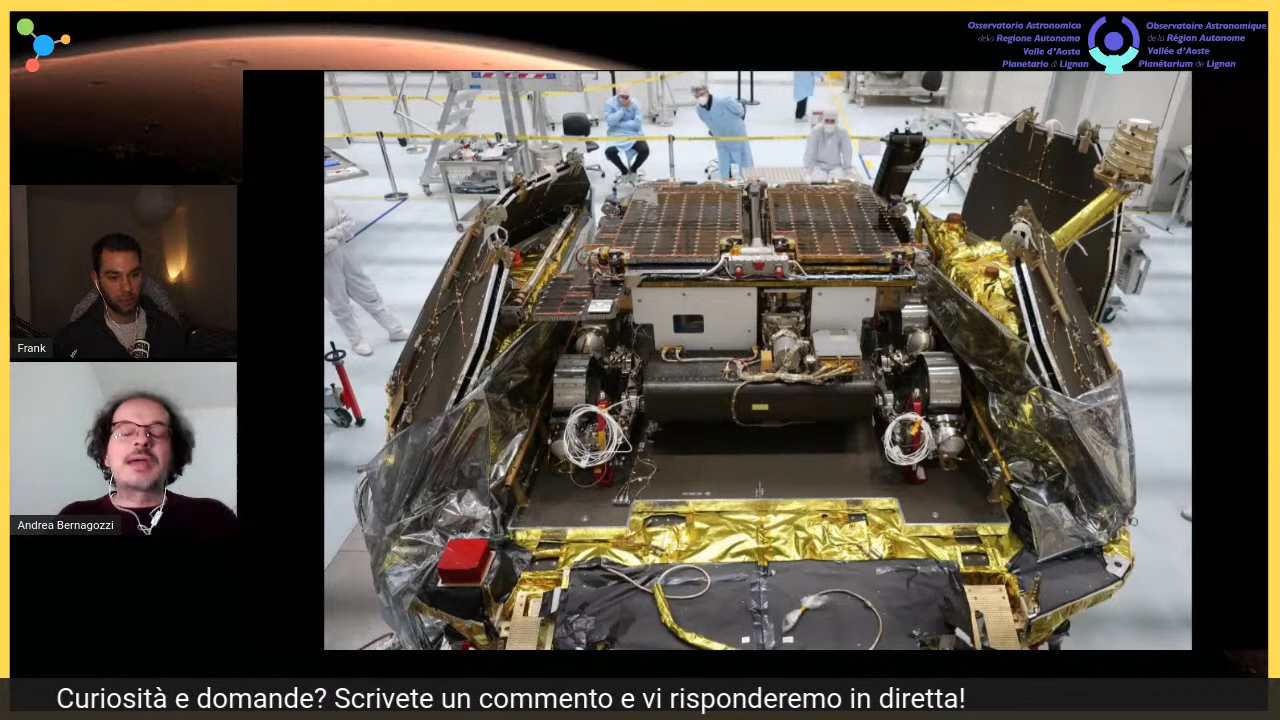 Osservatorio Astronomico
della Regione Autonoma
Valle d'Aosta
Planetario di Lignan
Observatoire Astronomique
de la Région Autonome
Vallée d'Aoste
Planétarium de Lignan
Frank
Andrea Bernagozzi
Curiosità e domande? Scrivete un commento e vi risponderemo in diretta!